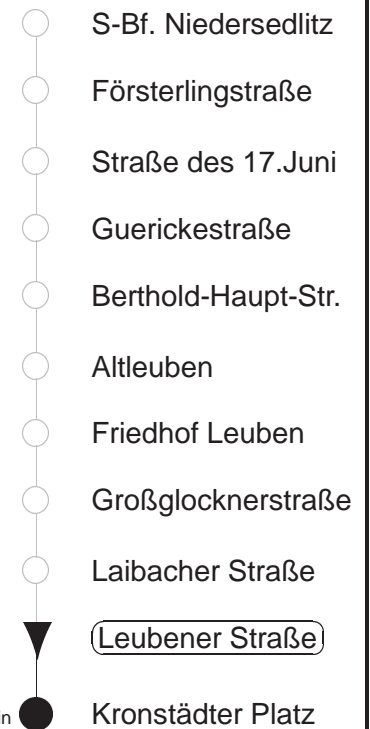 S-Bf. Niedersedlitz
Försterlingstraße
Straße des 17.Juni
Guerickestraße
Berthold-Haupt-Str.
Altleuben
Friedhof Leuben
Großglocknerstraße
Laibacher Straße
Leubener Straße
in Kronstädter Platz